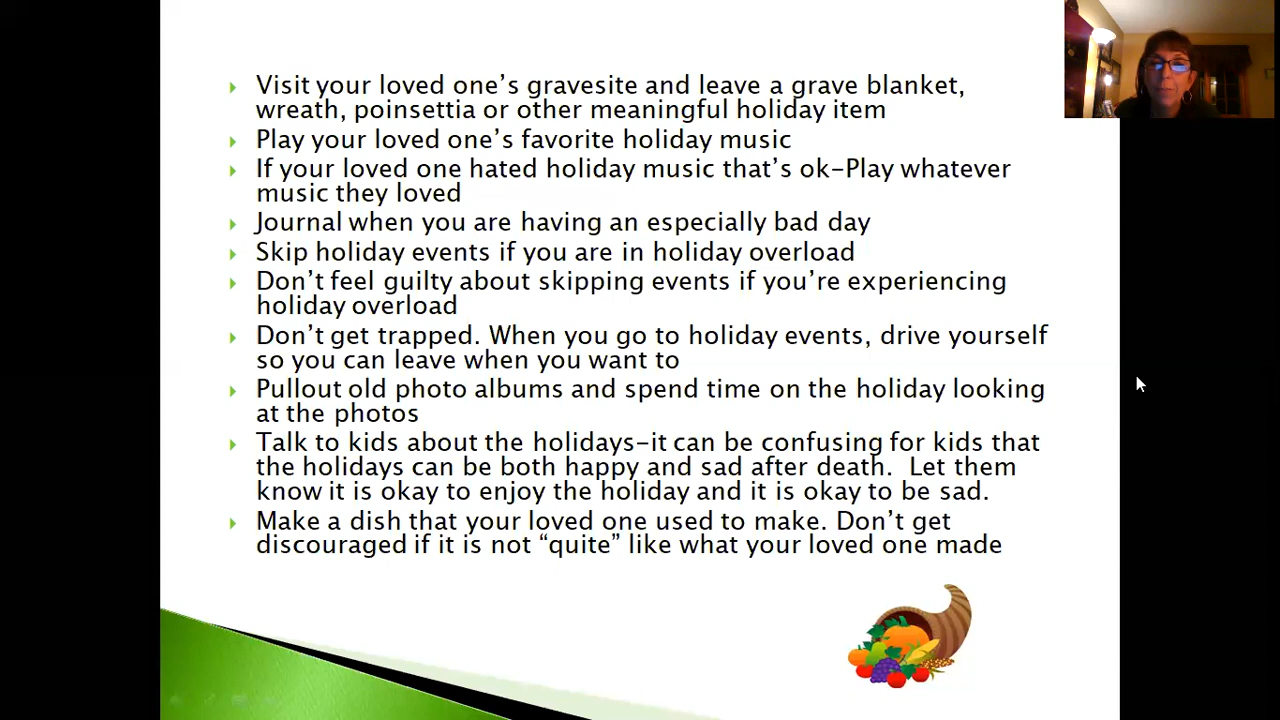 Visit your loved one's gravesite and leave a grave blanket,
wreath, poinsettia or other meaningful holiday item
Play your loved one's favorite holiday music
If your loved one hated holiday music that's ok-Play whatever
music they loved
Journal when you are having an especially bad day
Skip holiday events if you are in holiday overload
Don't feel guilty about skipping events if you're experiencing
holiday overload
Don't get trapped. When you go to holiday events, drive yourself
so you can leave when you want to
Pullout old photo albums and spend time on the holiday looking
at the photos
Talk to kids about the holidays-it can be confusing for kids that
the holidays can be both happy and sad after death. Let them
know it is okay to enjoy the holiday and it is okay to be sad.
Make a dish that your loved one used to make. Don't get
discouraged if it is not “quite” like what your loved one made